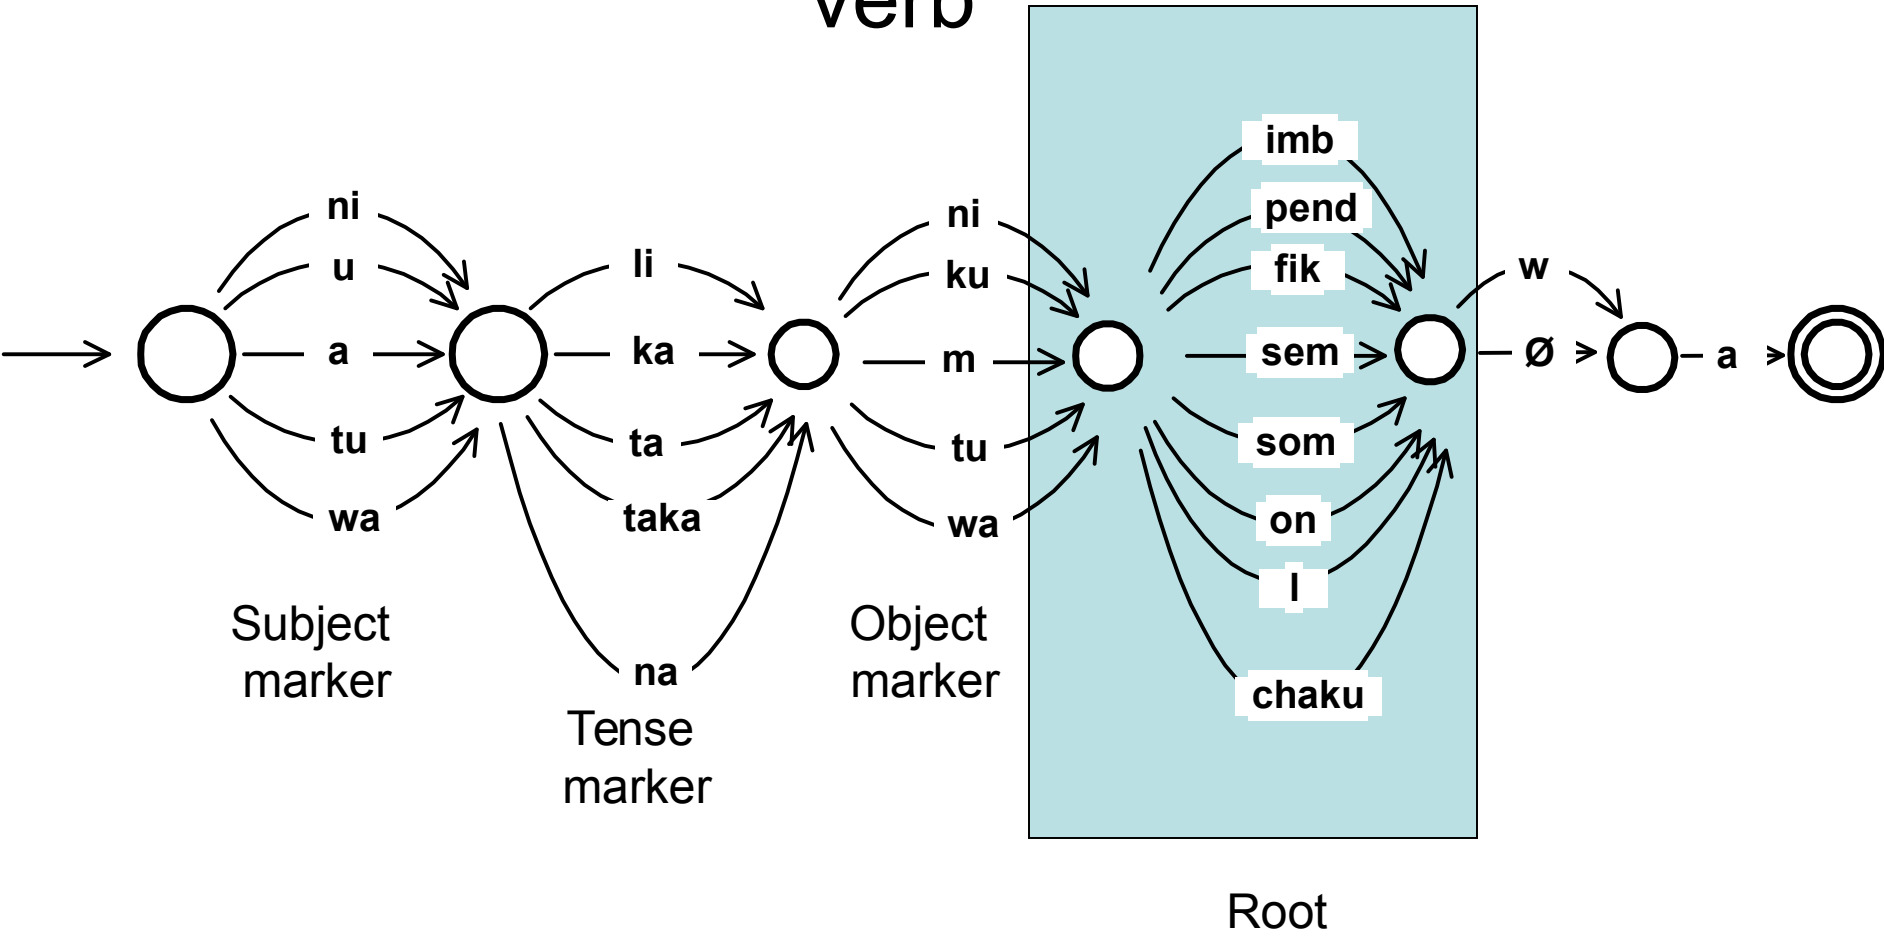 verb
ni
u
a
tu
wa
Subject
marker
li
ka
ta
taka
na
Tense
marker
ni
ku
m
tu
wa
Object
marker
imb
pend
fik
sem
som
on
l
chaku
Root
w
Ø
a